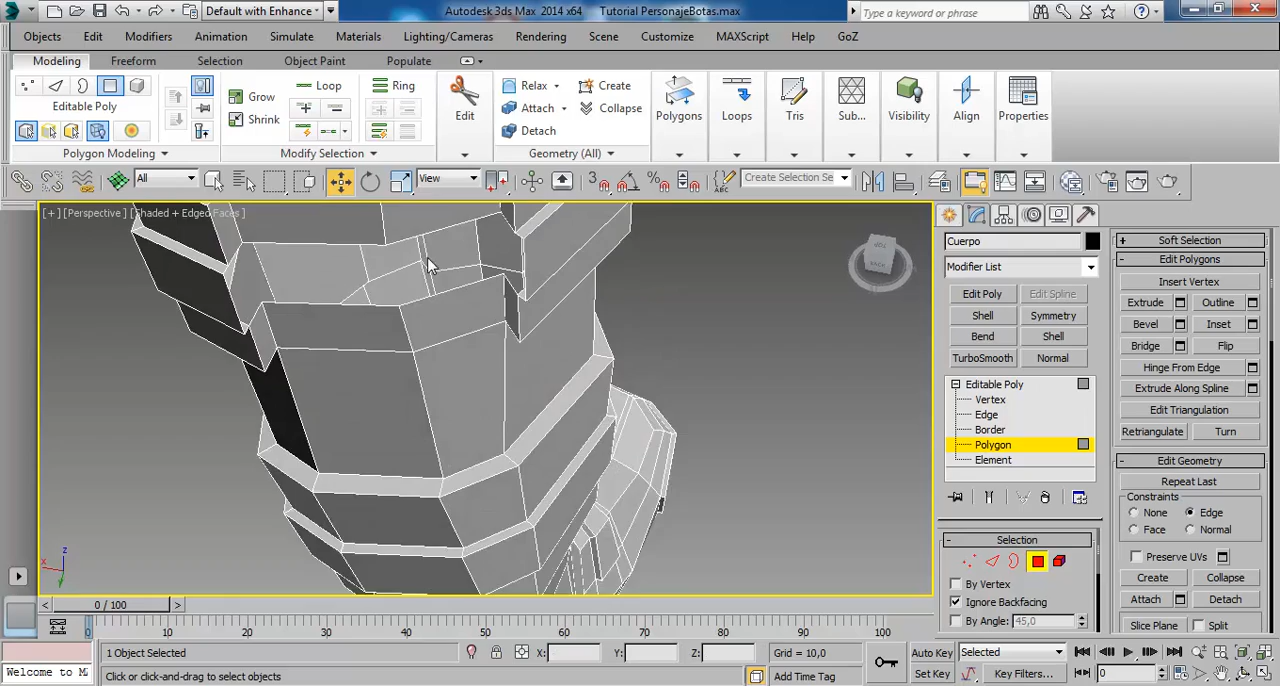 Default with Enhance Autodesk 3ds Max 2014 x64 Tutorial PersonajeBotas.max Type a keyword or phrase
Objects Edit Modifiers Animation Simulate Materials Lighting/Cameras Rendering Scene Customize MAXScript Help GoZ
Modeling Freeform Selection Object Paint Populate
Loop Ring Relax Create
Editable Poly Grow Attach Collapse
Shrink Edit Detach Polygons Loops Tris Sub... Visibility Align Properties
Polygon Modeling Modify Selection Geometry (All)
All View ABC Create Selection Se
[+] [Perspective] [Shaded + Edged Faces]
TOP
BACK
z
x
Cuerpo
Modifier List
Edit Poly Edit Spline
Shell Symmetry
Bend Shell
TurboSmooth Normal
Editable Poly
Vertex
Edge
Border
Polygon
Element
- Selection
By Vertex
Ignore Backfacing
By Angle: 45,0
+ Soft Selection
- Edit Polygons
Insert Vertex
Extrude Outline
Bevel Inset
Bridge Flip
Hinge From Edge
Extrude Along Spline
Edit Triangulation
Retriangulate Turn
- Edit Geometry
Repeat Last
Constraints
None Edge
Face Normal
Preserve UVs
Create Collapse
Attach Detach
Slice Plane Split
< 0 / 100 >
0 10 20 30 40 50 60 70 80 90 100
1 Object Selected X: Y: Z: Grid = 10,0 Auto Key Selected
Welcome to M Click or click-and-drag to select objects Add Time Tag Set Key Key Filters... 0